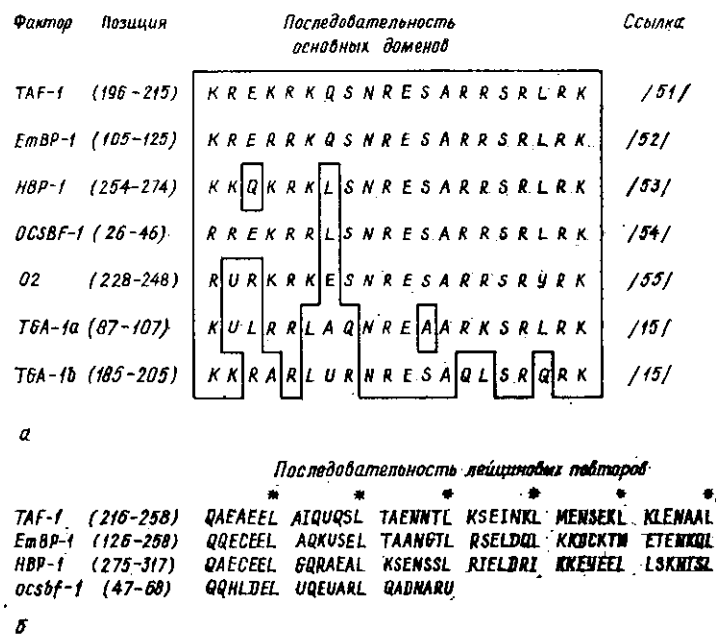 Фактор Позиция Последовательность основных доменов Ссылка
TAF-1 (196-215) K R E K R K Q S N R E S A R R S R L R K /51/
EmBP-1 (105-125) K R E R R K Q S N R E S A R R S R L R K /52/
HBP-1 (254-274) K K Q K R K L S N R E S A R R S R L R K /53/
OCSBF-1 (26-46) R R E K R R L S N R E S A R R S R L R K /54/
O2 (228-248) R U R K R K E S N R E S A R R S R Y R K /55/
TGA-1a (87-107) K U L R R L A Q N R E A A R K S R L R K /15/
TGA-1b (185-205) K K R A R L U R N R E S A Q L S R Q R K /15/
а
Последовательность лейциновых повторов
* * * * * *
TAF-1 (216-258) QAEAEEL AIQUQSL TAENNTL KSEINKL MENSEKL KLENAAL
EmBP-1 (126-258) QQECEEL AQKUSEL TAANGTL RSELDQL KKDCKTM ETENKQL
HBP-1 (275-317) QAECEEL GQRAEAL KSENSSL RIELDRI KKEYEEL LSKNTSL
ocsbf-1 (47-68) QQHLDEL UQEUARL QADNARU
б